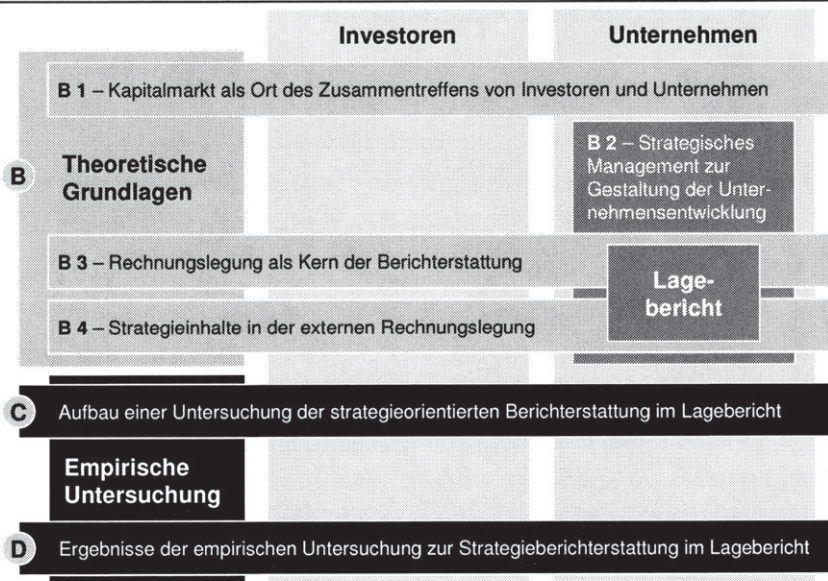 Investoren
Unternehmen
B 1 – Kapitalmarkt als Ort des Zusammentreffens von Investoren und Unternehmen
B
Theoretische
Grundlagen
B 2 – Strategisches
Management zur
Gestaltung der Unter-
nehmensentwicklung
B 3 – Rechnungslegung als Kern der Berichterstattung
Lage-
bericht
B 4 – Strategieinhalte in der externen Rechnungslegung
C
Aufbau einer Untersuchung der strategieorientierten Berichterstattung im Lagebericht
Empirische
Untersuchung
D
Ergebnisse der empirischen Untersuchung zur Strategieberichterstattung im Lagebericht